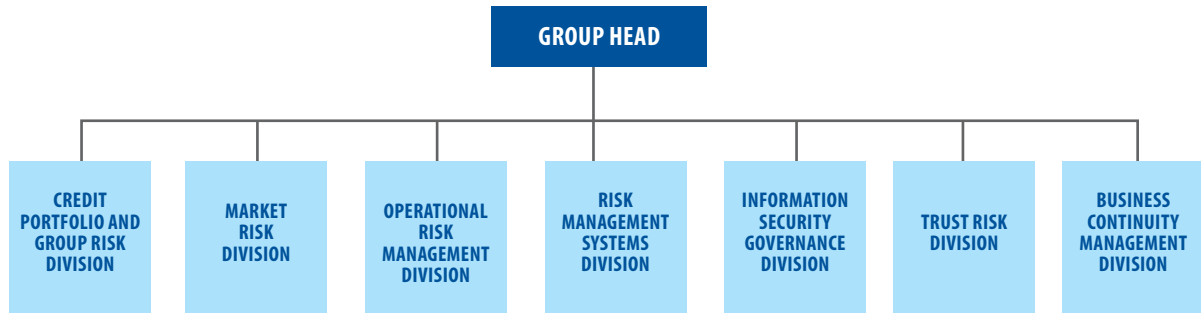 GROUP HEAD
CREDIT
PORTFOLIO AND
GROUP RISK
DIVISION
MARKET
RISK
DIVISION
OPERATIONAL
RISK
MANAGEMENT
DIVISION
RISK
MANAGEMENT
SYSTEMS
DIVISION
INFORMATION
SECURITY
GOVERNANCE
DIVISION
TRUST RISK
DIVISION
BUSINESS
CONTINUITY
MANAGEMENT
DIVISION